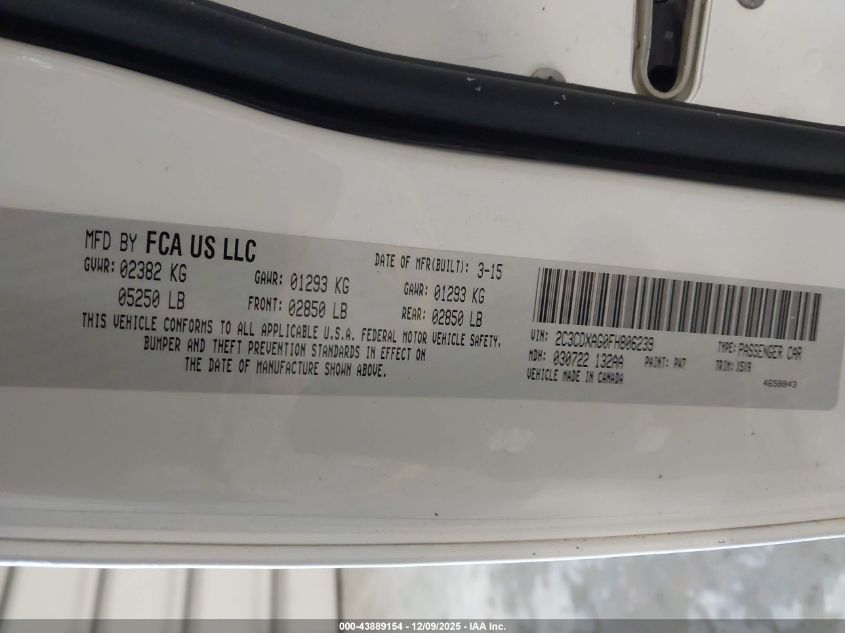 MFD BY FCA US LLC
DATE OF MFR(BUILT): 3-15
GVWR: 02382 KG
GAWR: 01293 KG
GAWR: 01293 KG
05250 LB
FRONT: 02850 LB
REAR: 02850 LB
THIS VEHICLE CONFORMS TO ALL APPLICABLE U.S.A. FEDERAL MOTOR VEHICLE SAFETY,
BUMPER AND THEFT PREVENTION STANDARDS IN EFFECT ON
THE DATE OF MANUFACTURE SHOWN ABOVE.
VIN: 2C3CDXAG0FH806239
TYPE: PASSENGER CAR
MDH: 030722 132AA
PAINT: PW7
TRIM: X5X9
VEHICLE MADE IN CANADA
4658843
000-43889154 - 12/09/2025 - IAA Inc.